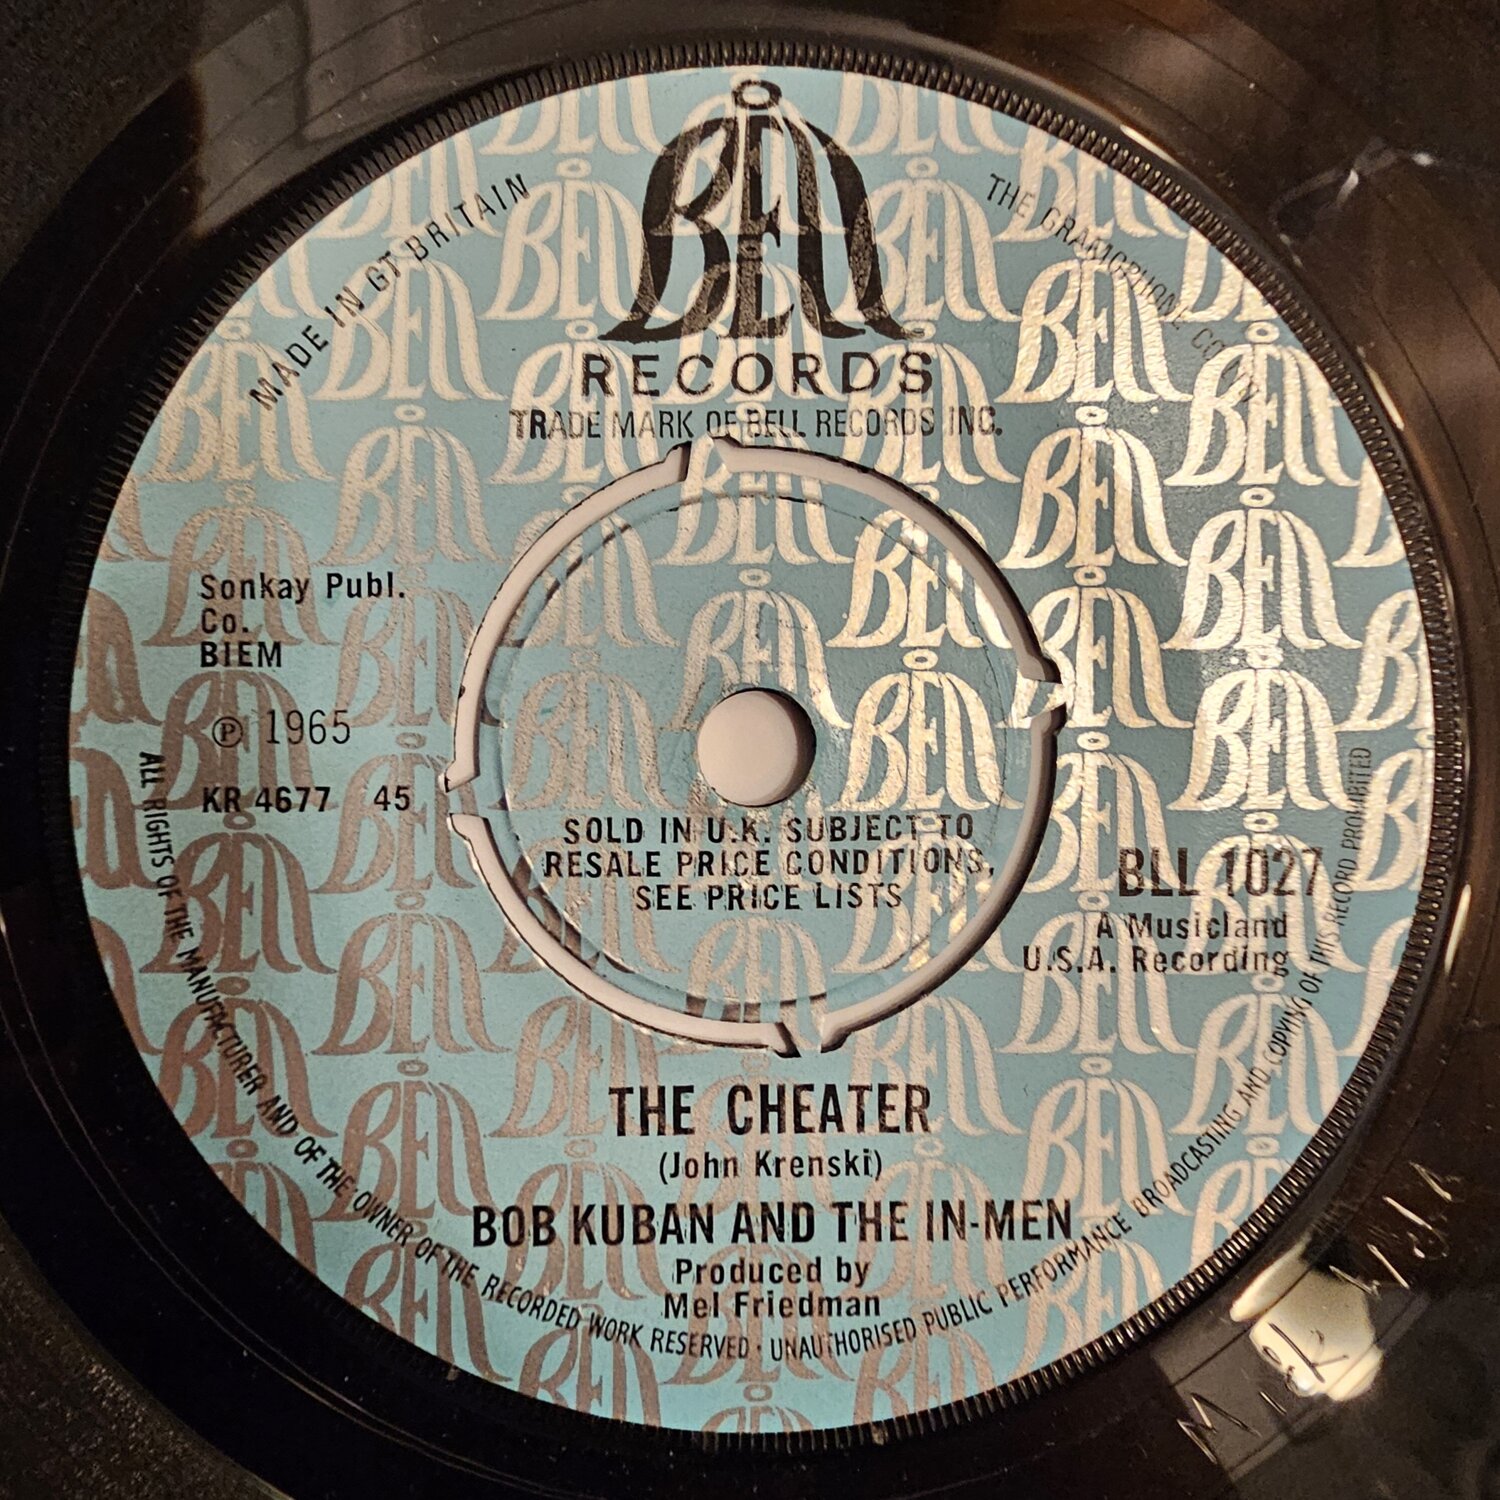 BELL
RECORDS
TRADE MARK OF BELL RECORDS INC.
MADE IN GT BRITAIN
THE GRAMOPHONE CO.
Sonkay Publ.
Co.
BIEM
℗ 1965
KR 4677 45
SOLD IN U.K. SUBJECT TO
RESALE PRICE CONDITIONS,
SEE PRICE LISTS
BLL 1027
A Musicland
U.S.A. Recording
THE CHEATER
(John Krenski)
BOB KUBAN AND THE IN-MEN
Produced by
Mel Friedman
ALL RIGHTS OF THE MANUFACTURER AND OF THE OWNER OF THE RECORDED WORK RESERVED · UNAUTHORISED PUBLIC PERFORMANCE BROADCASTING AND COPYING OF THIS RECORD PROHIBITED